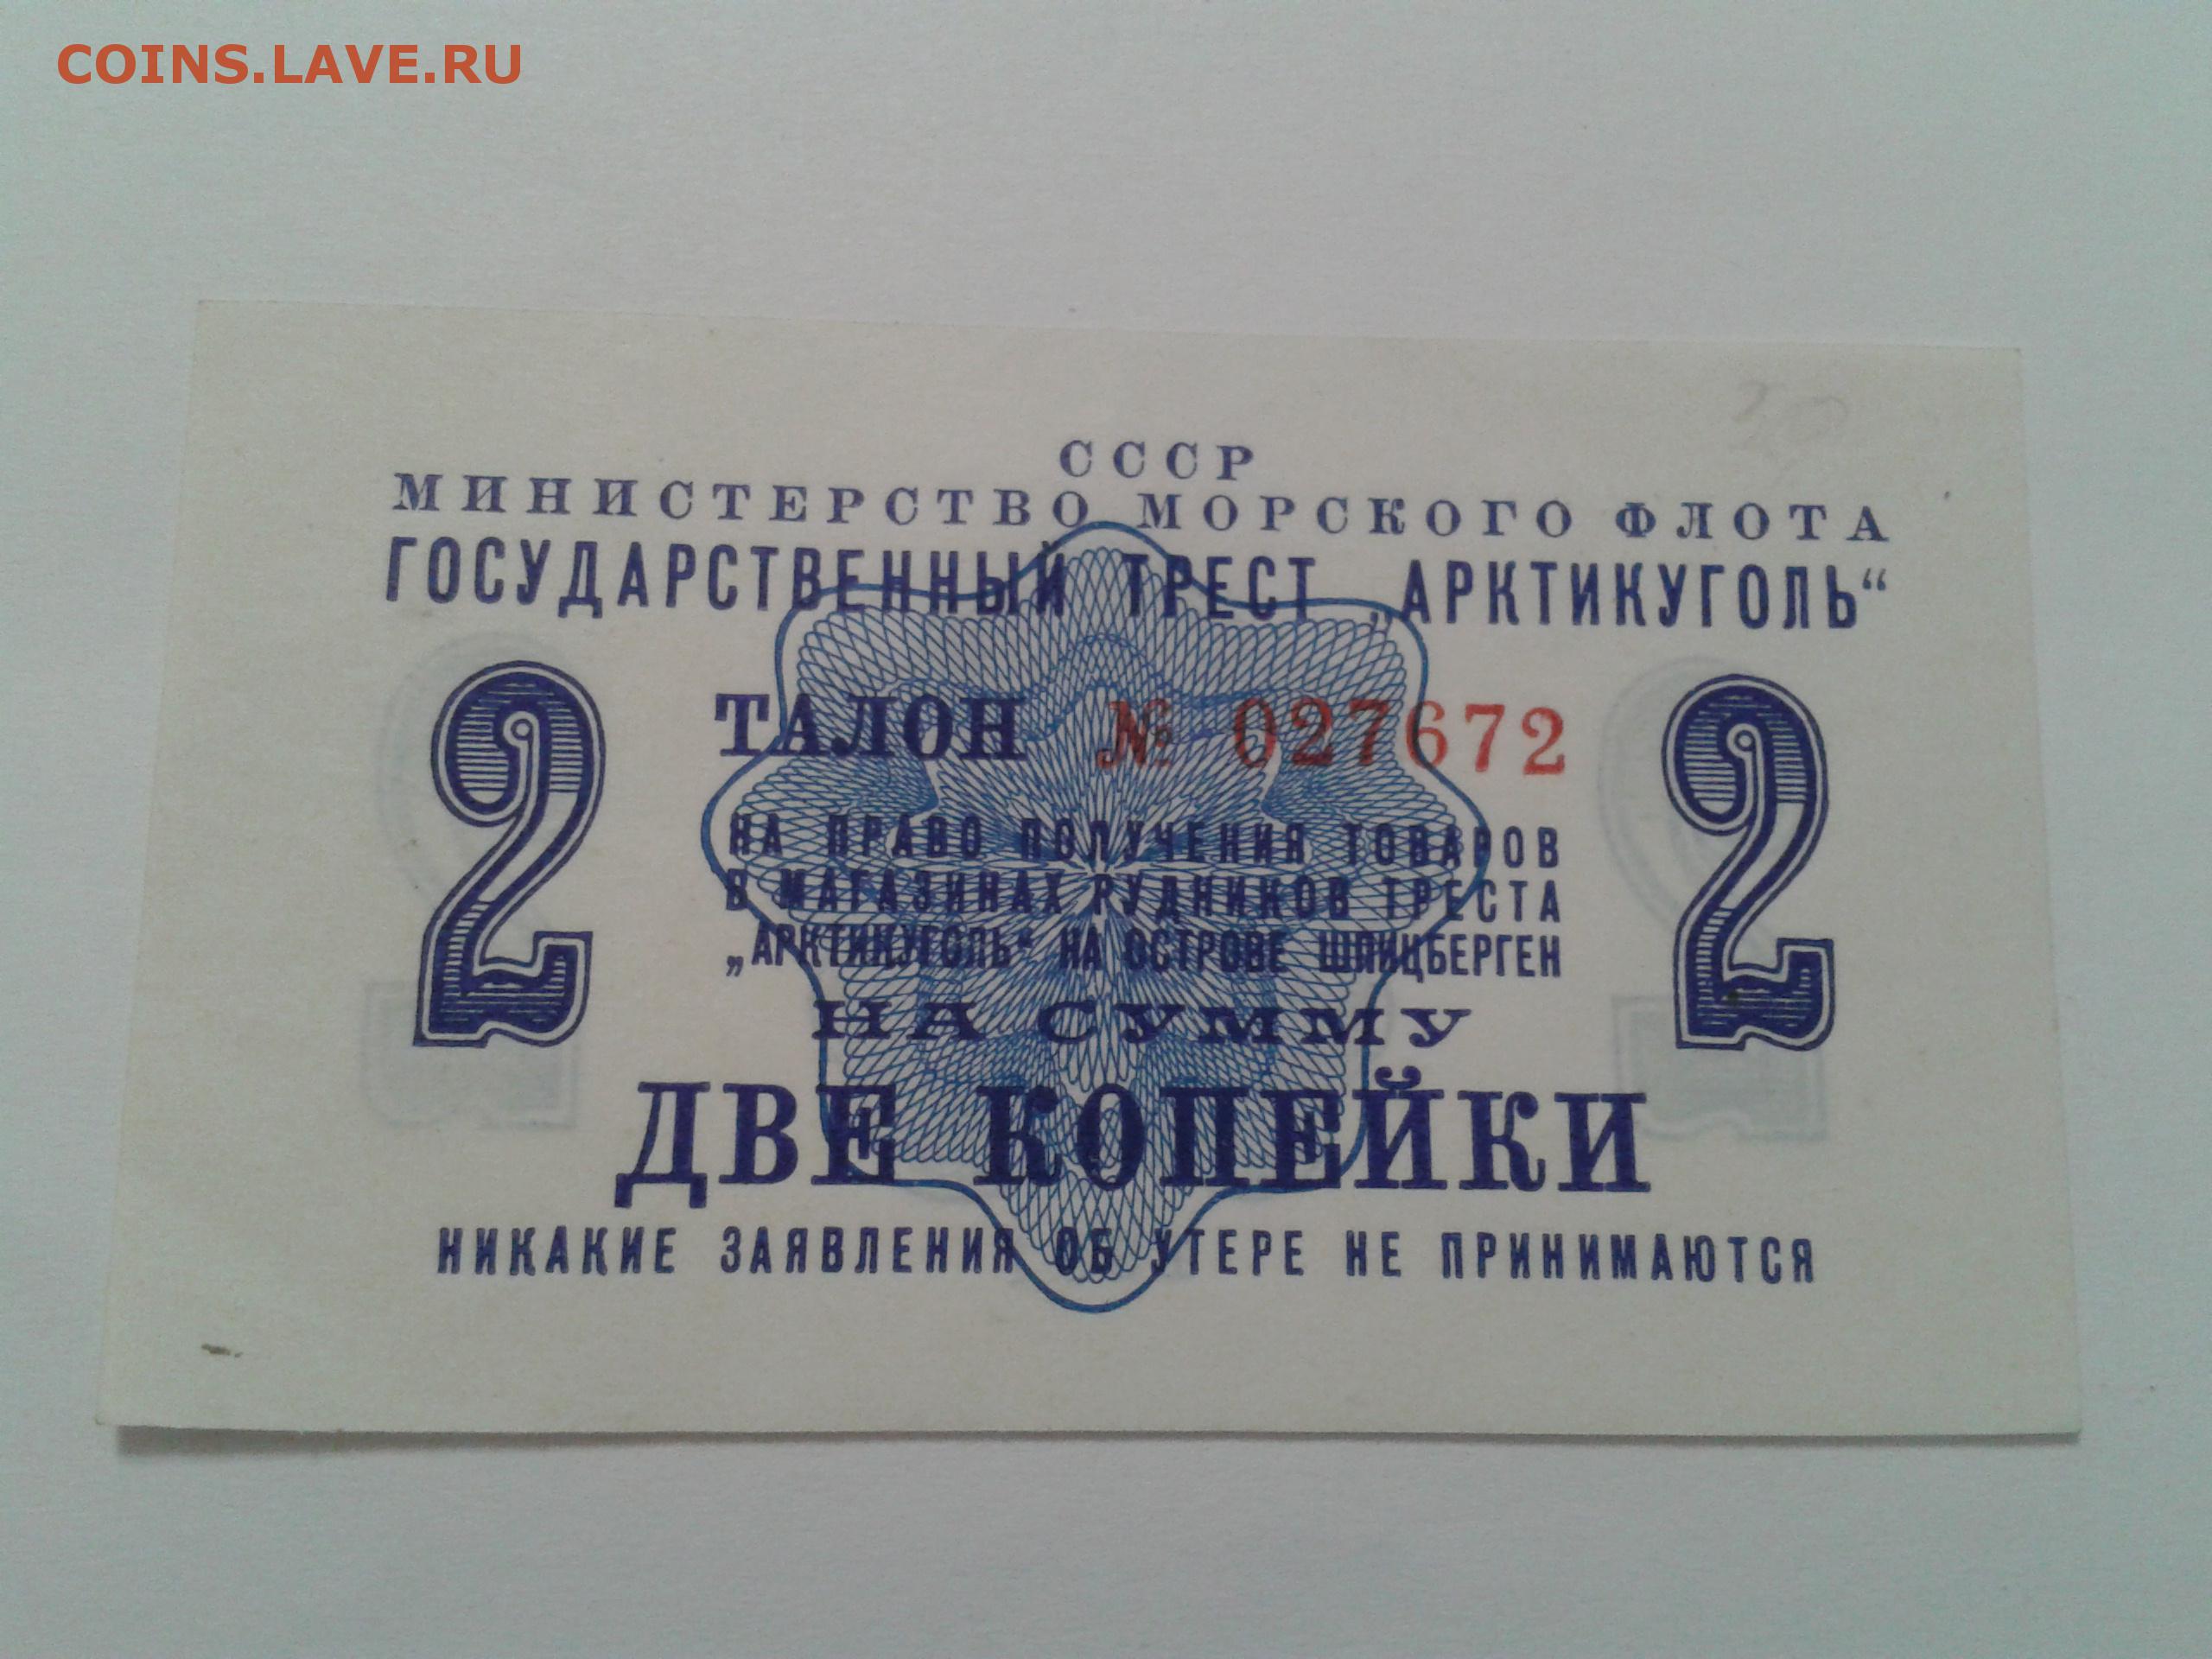 COINS.LAVE.RU
СССР
МИНИСТЕРСТВО МОРСКОГО ФЛОТА
ГОСУДАРСТВЕННЫЙ ТРЕСТ „АРКТИКУГОЛЬ“
2 ТАЛОН № 027672 2
НА ПРАВО ПОЛУЧЕНИЯ ТОВАРОВ
В МАГАЗИНАХ РУДНИКОВ ТРЕСТА
„АРКТИКУГОЛЬ“ НА ОСТРОВЕ ШПИЦБЕРГЕН
НА СУММУ
ДВЕ КОПЕЙКИ
НИКАКИЕ ЗАЯВЛЕНИЯ ОБ УТЕРЕ НЕ ПРИНИМАЮТСЯ